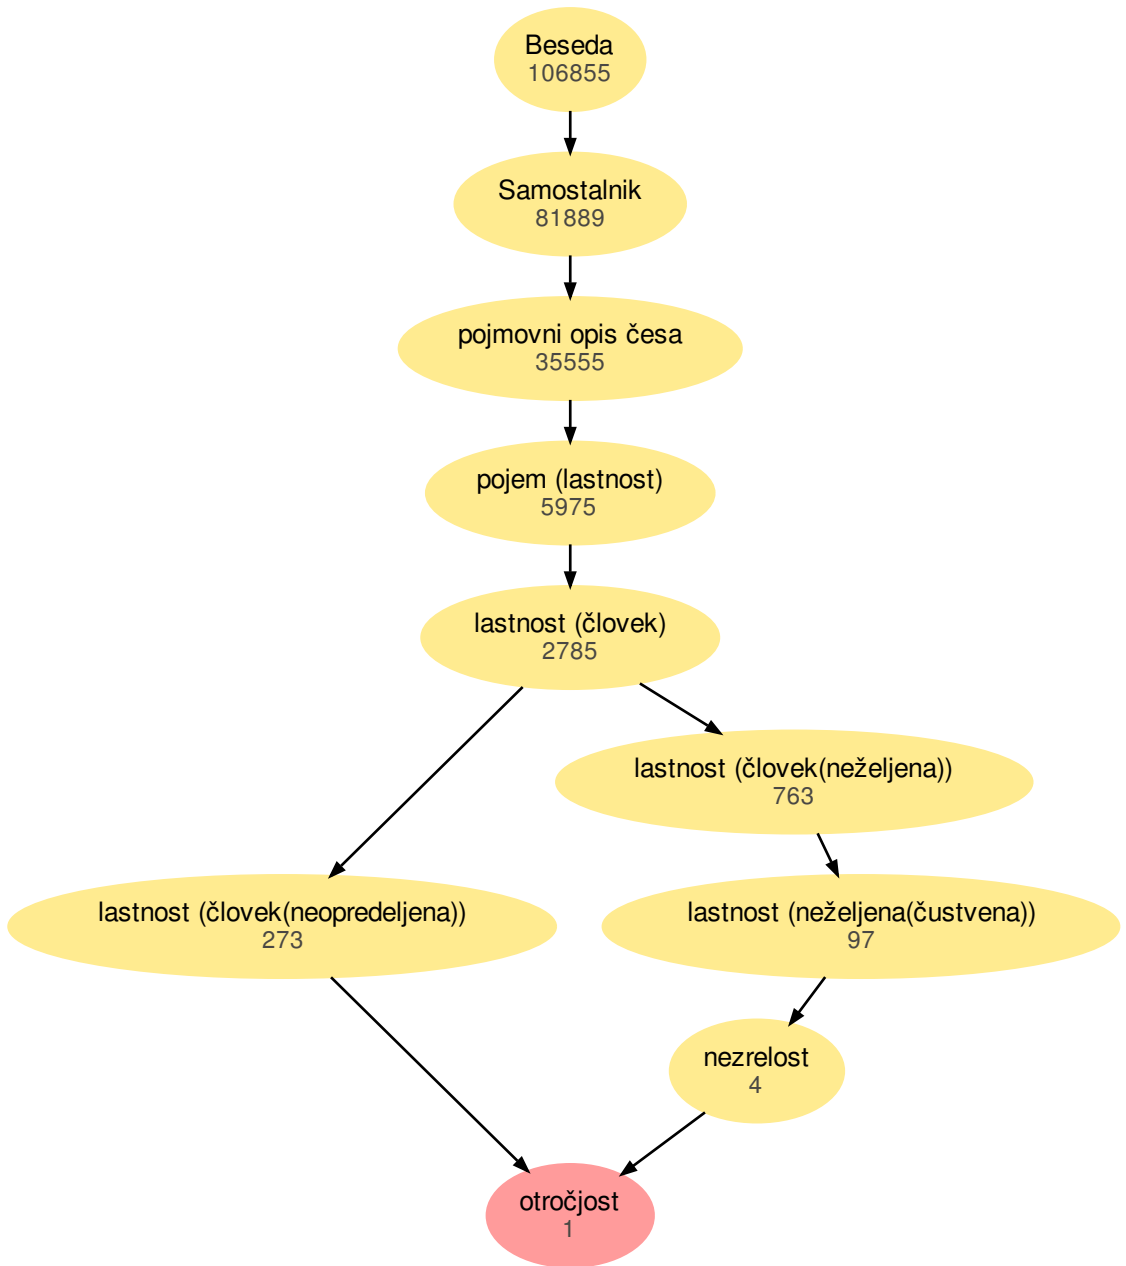 Beseda
106855
Samostalnik
81889
pojmovni opis česa
35555
pojem (lastnost)
5975
lastnost (človek)
2785
lastnost (človek(neželjena))
763
lastnost (človek(neopredeljena))
273
lastnost (neželjena(čustvena))
97
nezrelost
4
otročjost
1